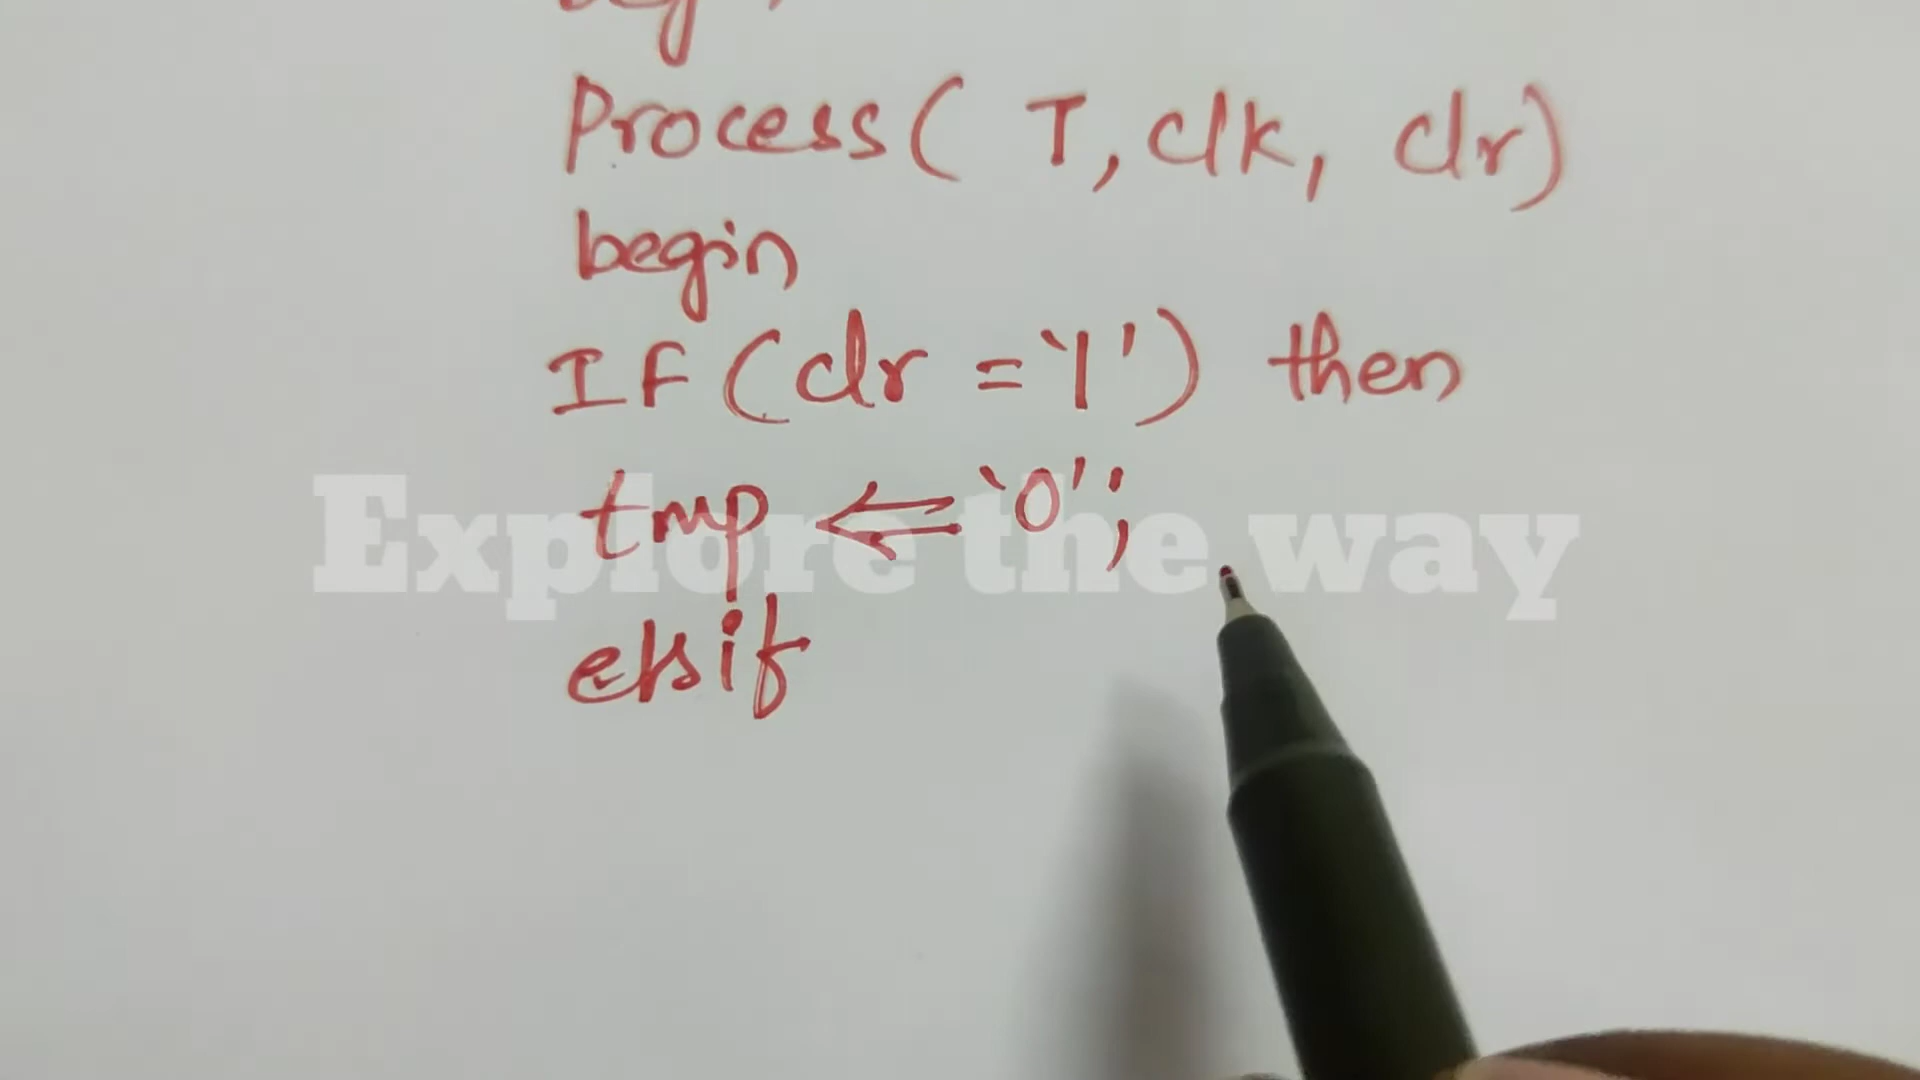 Process( T, clk, clr)
begin
IF (clr = '1') then
tmp <= '0';
elsif
Explore the way